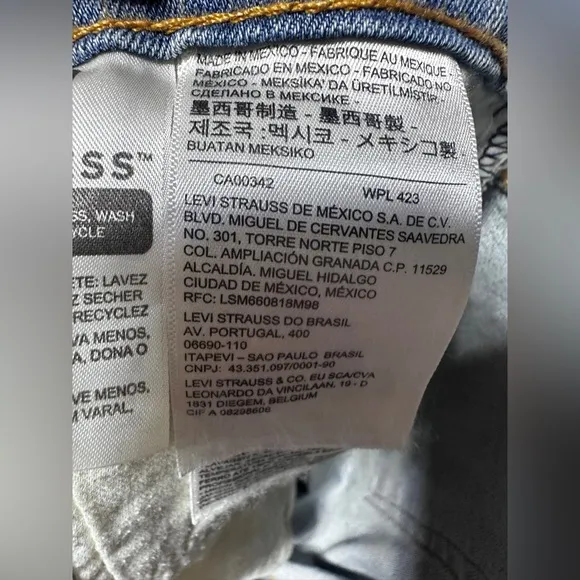 SS™
SS, WASH
YCLE
ETE: LAVEZ
Z SECHER
RECYCLEZ
VA MENOS,
A. DONA O
VE MENOS,
M VARAL.
MADE IN MEXICO - FABRIQUÉ AU MEXIQUE -
FABRICADO EN MEXICO - FABRICADO NO
MÉXICO - MEKSİKA' DA ÜRETİLMİŞTİR -
СДЕЛАНО В МЕКСИКЕ -
墨西哥制造 - 墨西哥製 -
제조국 :멕시코 - メキシコ製 -
BUATAN MEKSIKO
CA00342 WPL 423
LEVI STRAUSS DE MÉXICO S.A. DE C.V.
BLVD. MIGUEL DE CERVANTES SAAVEDRA
NO. 301, TORRE NORTE PISO 7
COL. AMPLIACIÓN GRANADA C.P. 11529
ALCALDÍA. MIGUEL HIDALGO
CIUDAD DE MÉXICO, MÉXICO
RFC: LSM660818M98
LEVI STRAUSS DO BRASIL
AV. PORTUGAL, 400
06690-110
ITAPEVI – SAO PAULO BRASIL
CNPJ: 43.351.097/0001-90
LEVI STRAUSS & CO. EU SCA/CVA
LEONARDO DA VINCILAAN, 19 - D
1831 DIEGEM, BELGIUM
CIF A 08298606